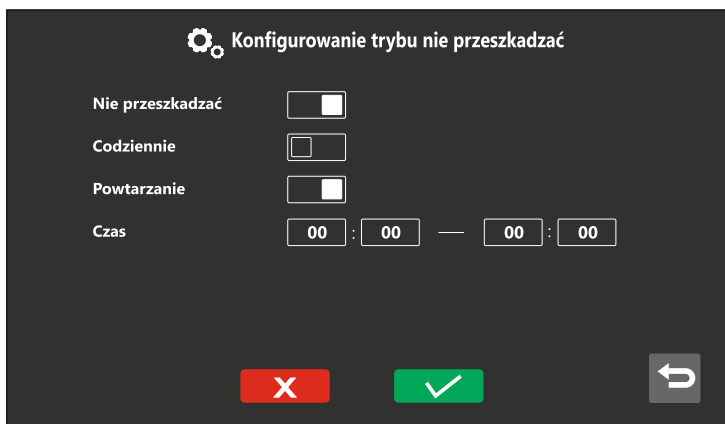 Konfigurowanie trybu nie przeszkadzać
Nie przeszkadzać
Codziennie
Powtarzanie
Czas 00 : 00 — 00 : 00
X